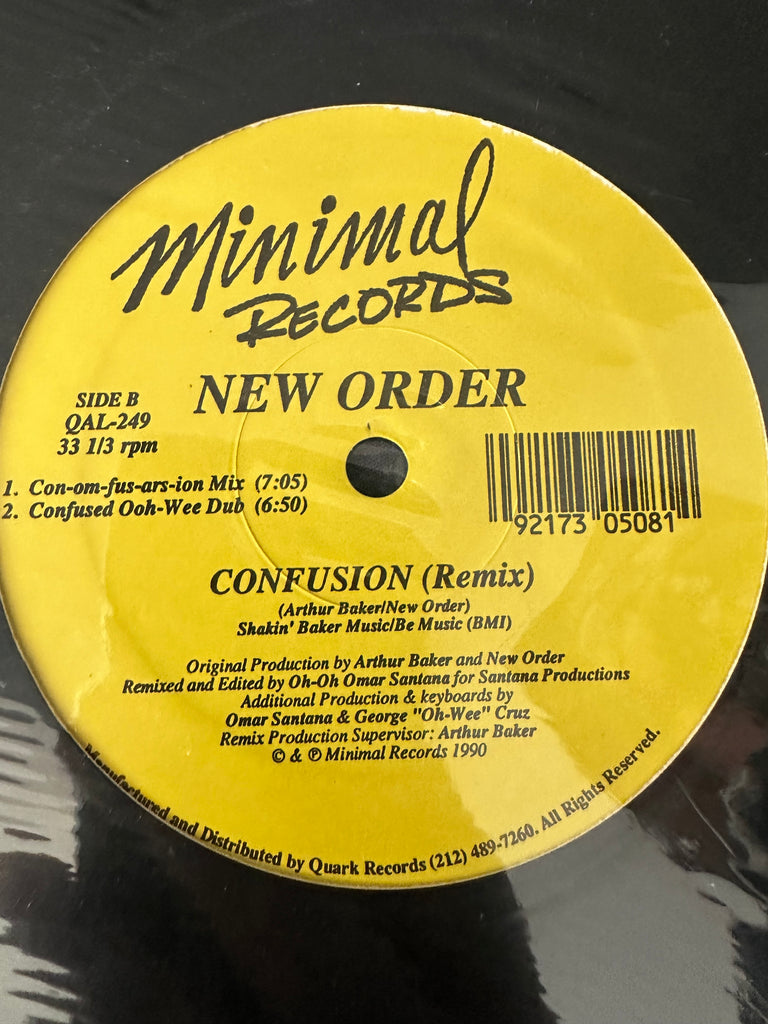 Minimal
RECORDS
NEW ORDER
SIDE B
QAL-249
33 1/3 rpm
1. Con-om-fus-ars-ion Mix (7:05)
2. Confused Ooh-Wee Dub (6:50)
92173 05081
CONFUSION (Remix)
(Arthur Baker/New Order)
Shakin' Baker Music/Be Music (BMI)
Original Production by Arthur Baker and New Order
Remixed and Edited by Oh-Oh Omar Santana for Santana Productions
Additional Production & keyboards by
Omar Santana & George "Oh-Wee" Cruz
Remix Production Supervisor: Arthur Baker
© & ℗ Minimal Records 1990
Manufactured and Distributed by Quark Records (212) 489-7260. All Rights Reserved.